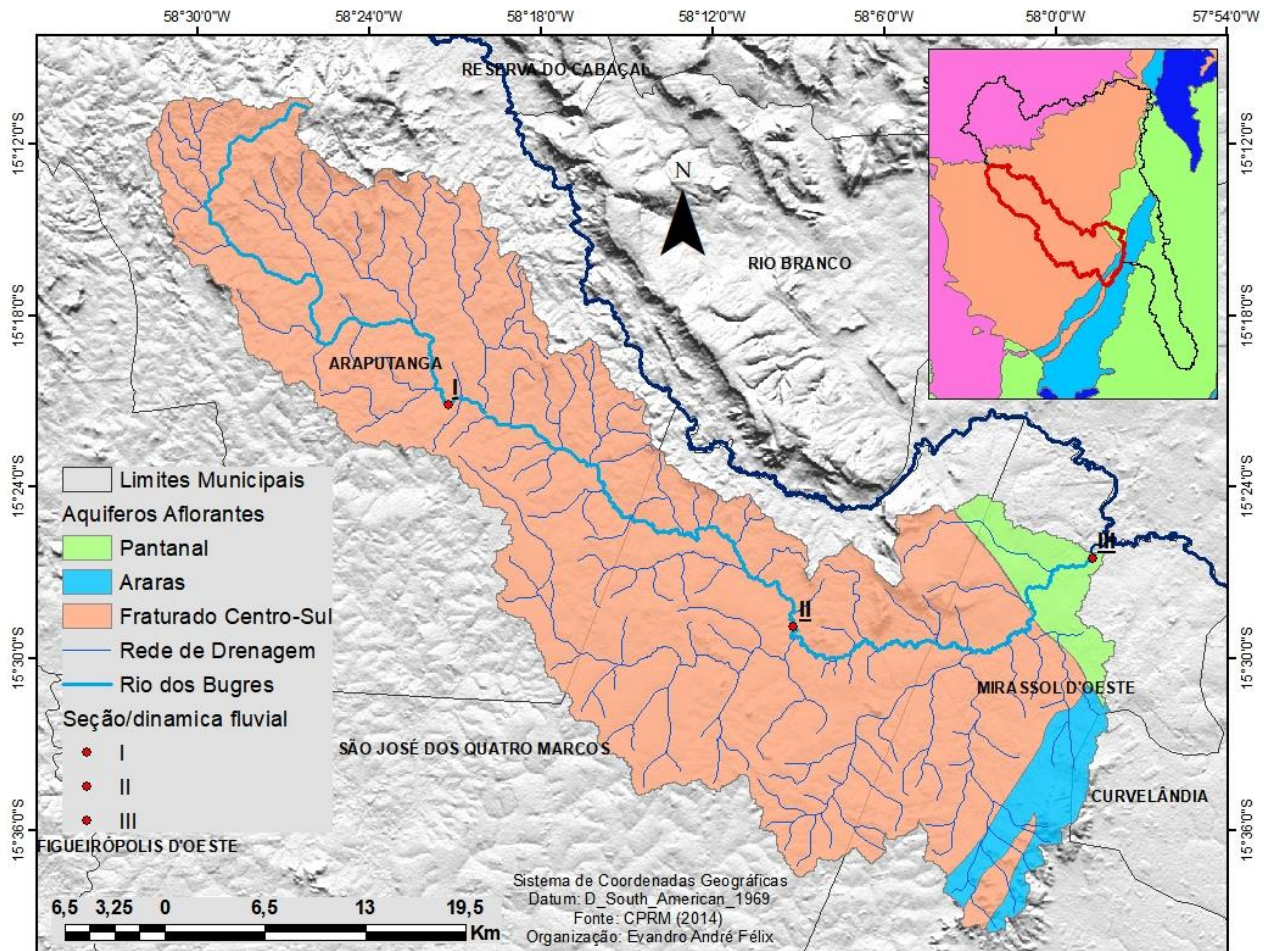 58°30'0"W
58°24'0"W
58°18'0"W
58°12'0"W
58°6'0"W
58°0'0"W
57°54'0"W
RESERVA DO CABAÇAL
S
15°12'0"S
15°12'0"S
N
RIO BRANCO
15°18'0"S
15°18'0"S
ARAPUTANGA
I
15°24'0"S
15°24'0"S
Limites Municipais
Aquiferos Aflorantes
Pantanal
Araras
Fraturado Centro-Sul
Rede de Drenagem
Rio dos Bugres
Seção/dinamica fluvial
I
II
III
III
II
15°30'0"S
15°30'0"S
MIRASSOL D'OESTE
SÃO JOSÉ DOS QUATRO MARCOS
CURVELÂNDIA
15°36'0"S
15°36'0"S
FIGUEIRÓPOLIS D'OESTE
Sistema de Coordenadas Geográficas
Datum: D_South_American_1969
Fonte: CPRM (2014)
Organização: Evandro André Félix
6,5 3,25 0 6,5 13 19,5
Km